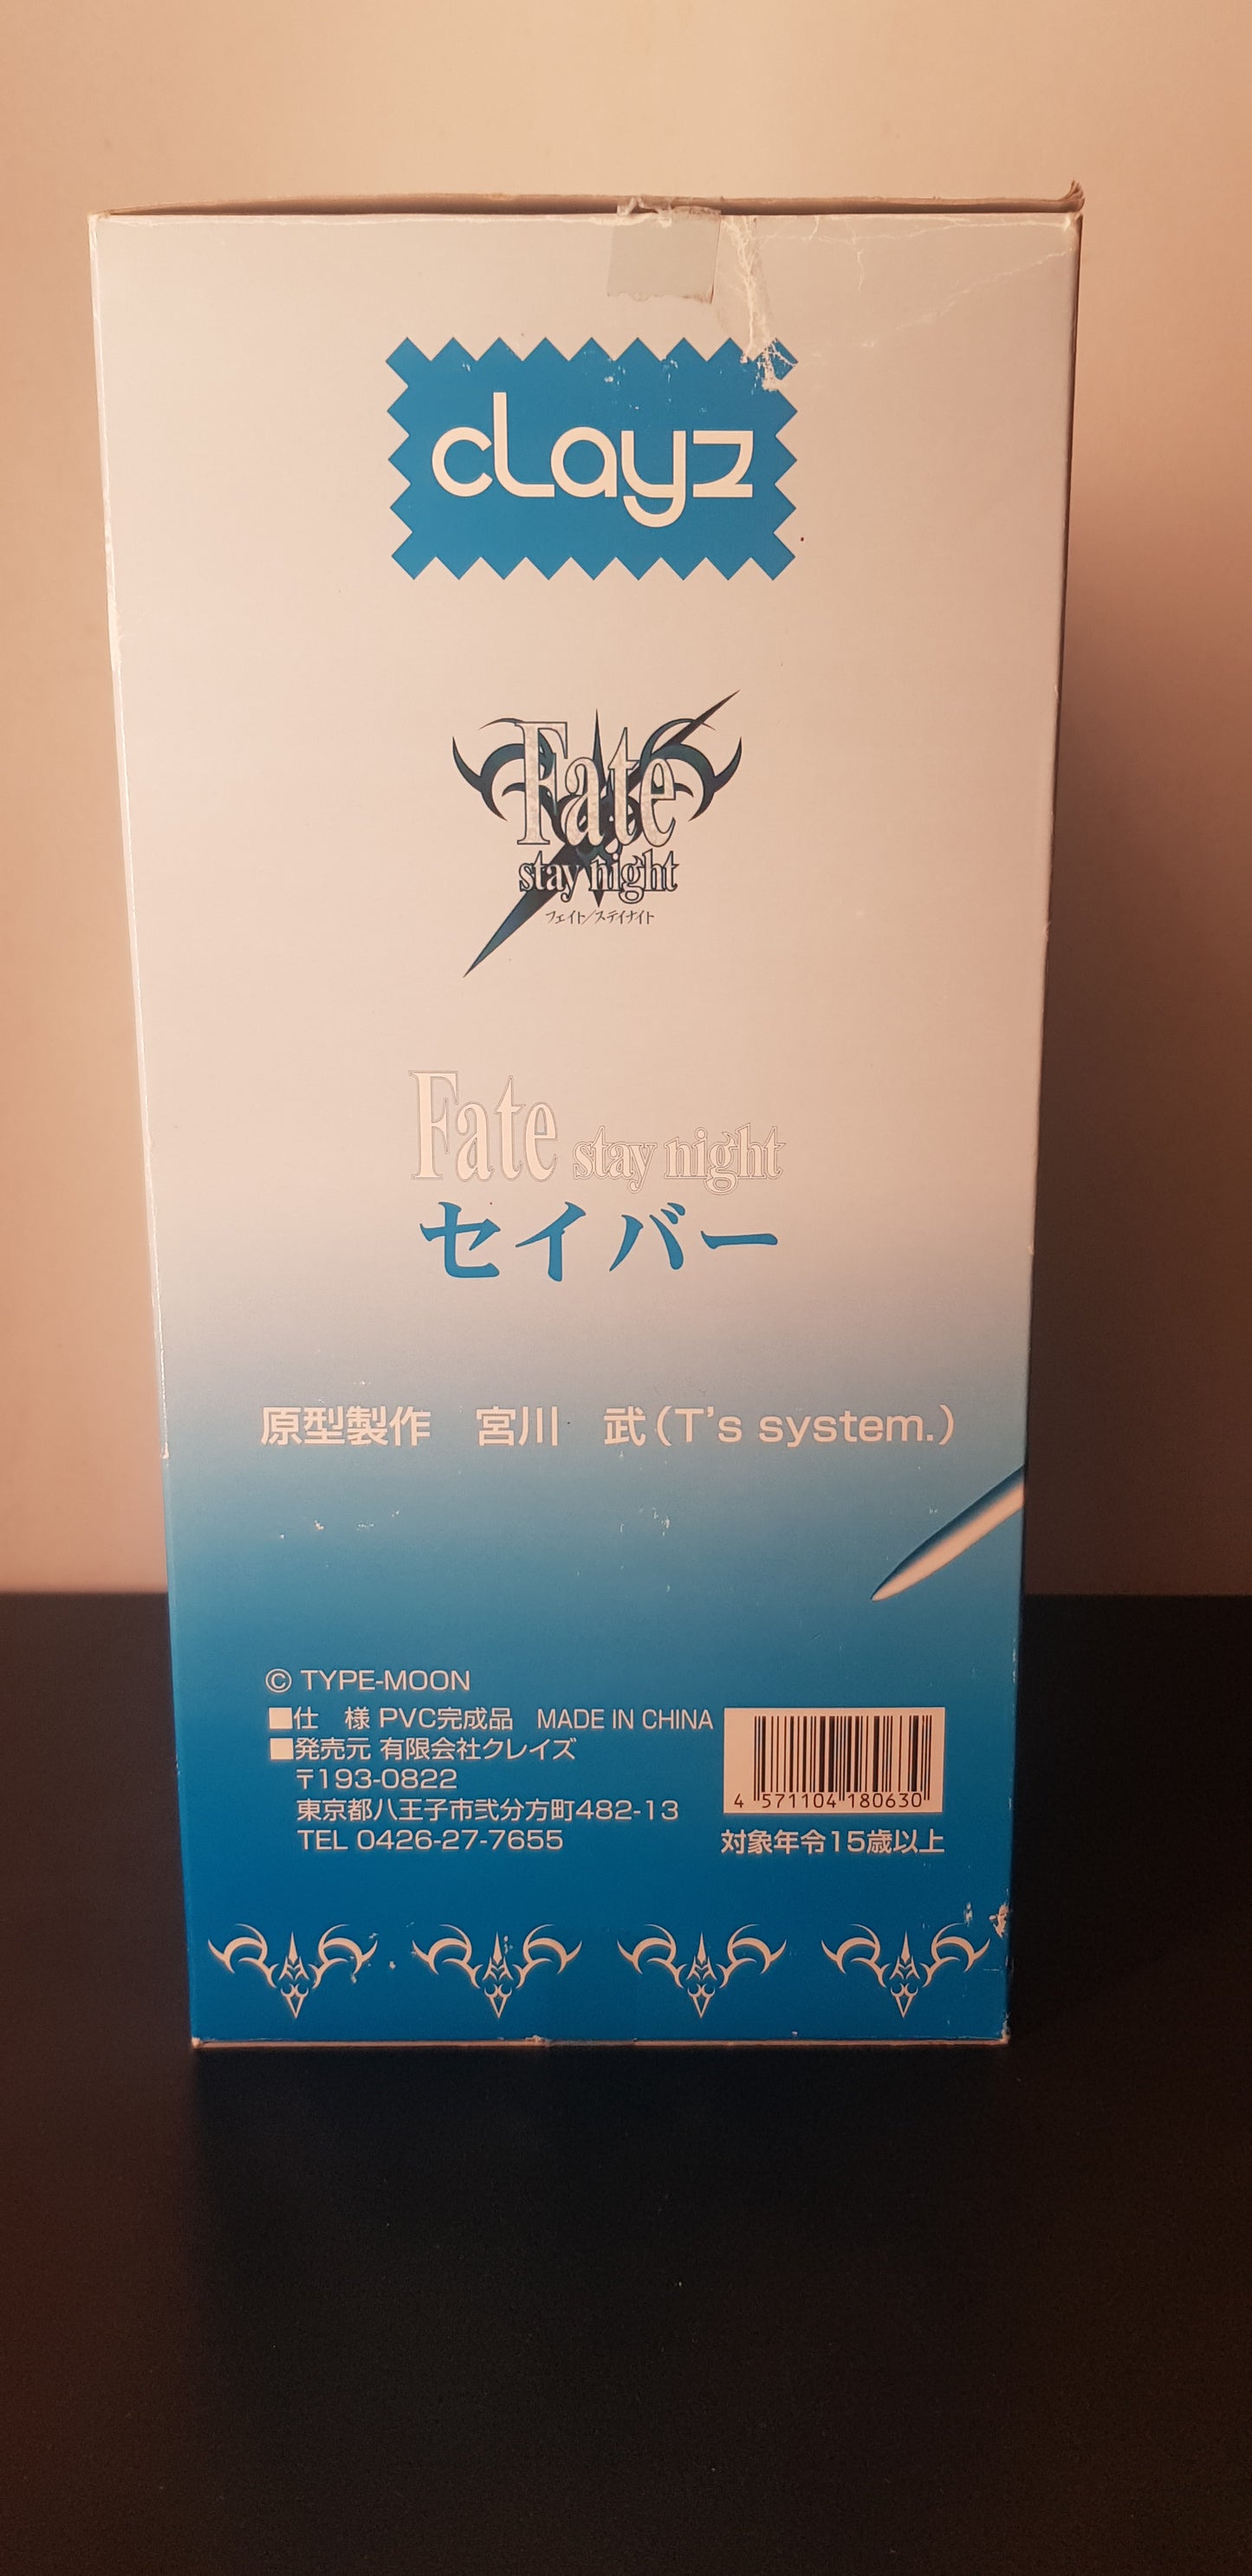 clayz
Fate
stay night
フェイト/ステイナイト
Fate stay night
セイバー
原型製作 宮川 武(T's system.)
© TYPE-MOON
■仕 様 PVC完成品 MADE IN CHINA
■発売元 有限会社クレイズ
〒193-0822
東京都八王子市弐分方町482-13
TEL 0426-27-7655
4 571104 180630
対象年令15歳以上